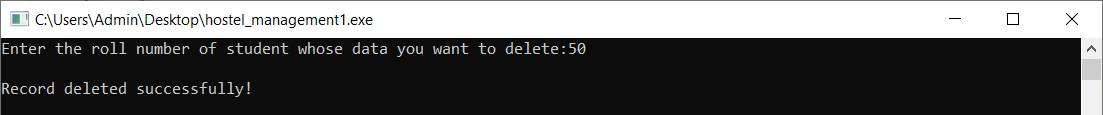 C:\Users\Admin\Desktop\hostel_management1.exe
Enter the roll number of student whose data you want to delete:50
Record deleted successfully!